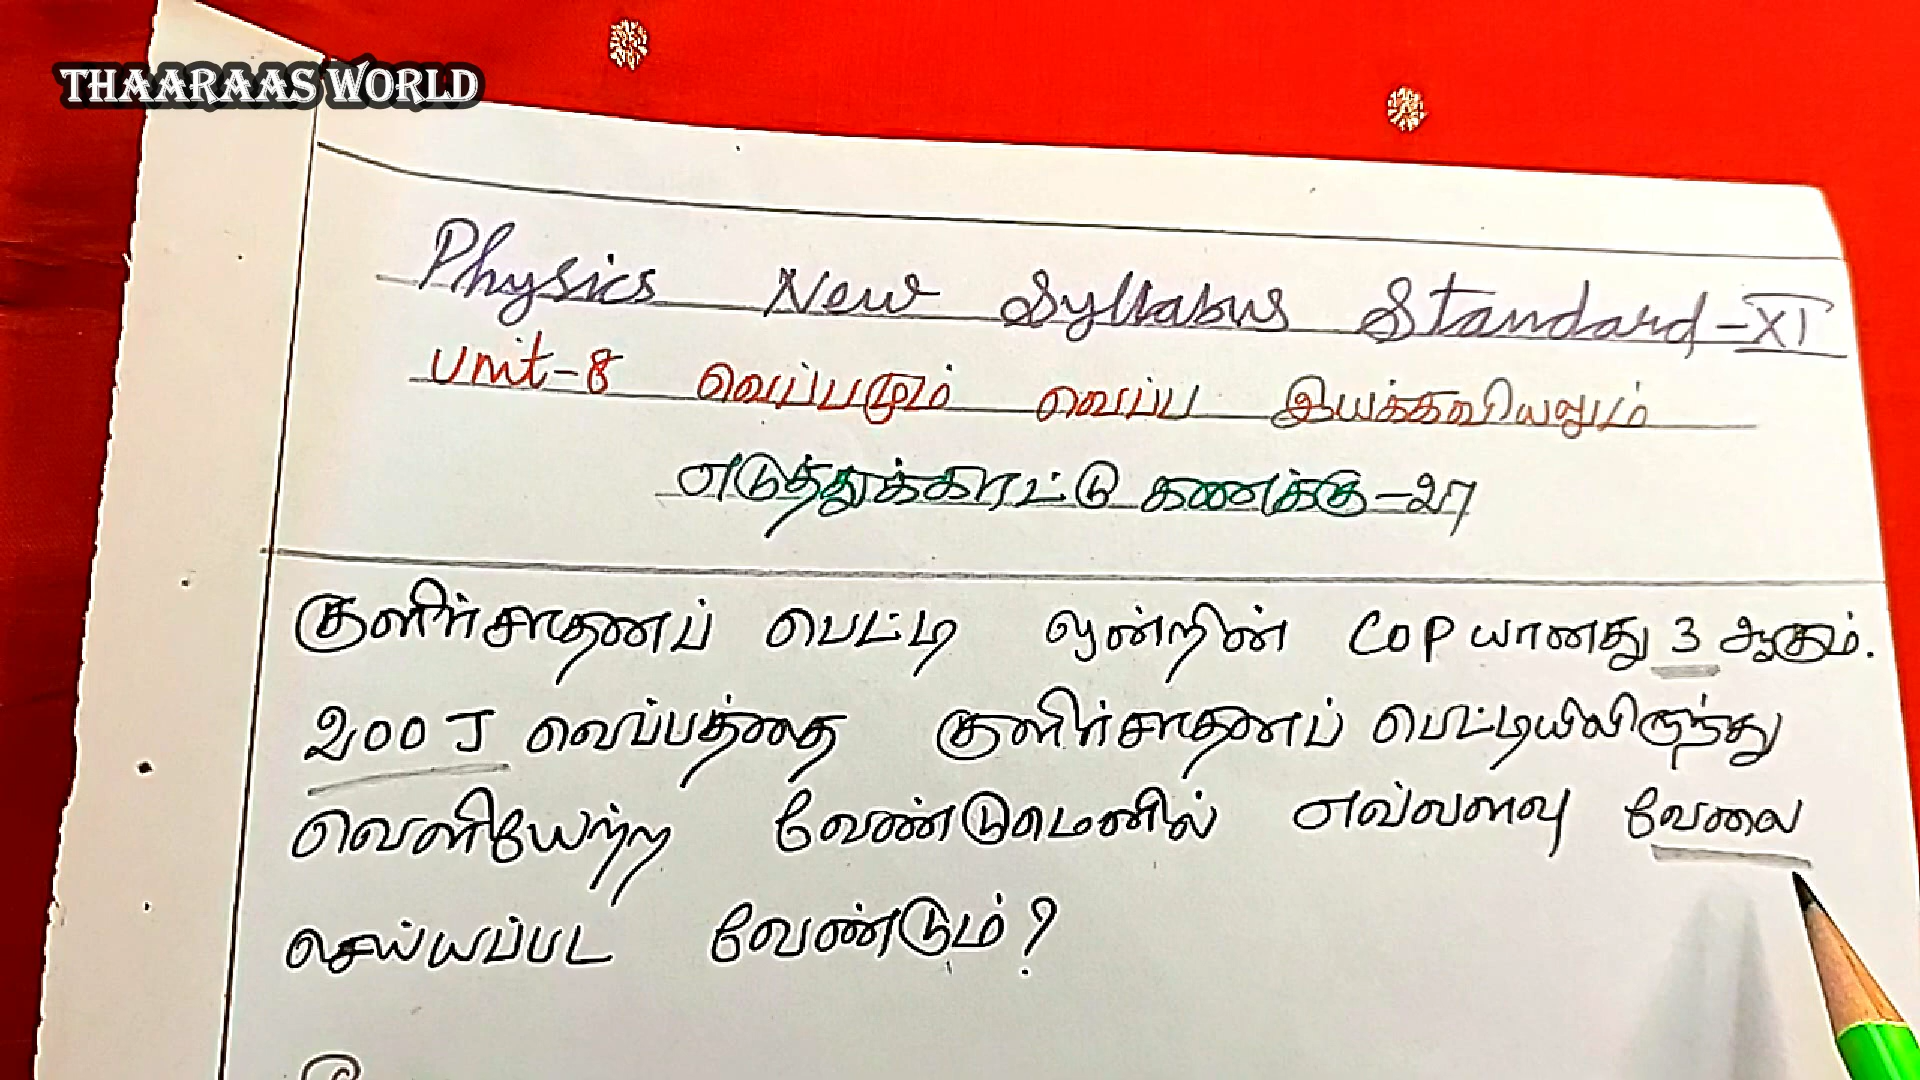 THAARAAS WORLD
Physics New Syllabus Standard-XI
Unit-8 வெப்பமும் வெப்ப இயக்கவியலும்
எடுத்துக்காட்டு கணக்கு-27
குளிர்சாதனப் பெட்டி ஒன்றின் COP யானது 3 ஆகும்.
200 J வெப்பத்தை குளிர்சாதனப் பெட்டியிலிருந்து
வெளியேற்ற வேண்டுமெனில் எவ்வளவு வேலை
செய்யப்பட வேண்டும்?